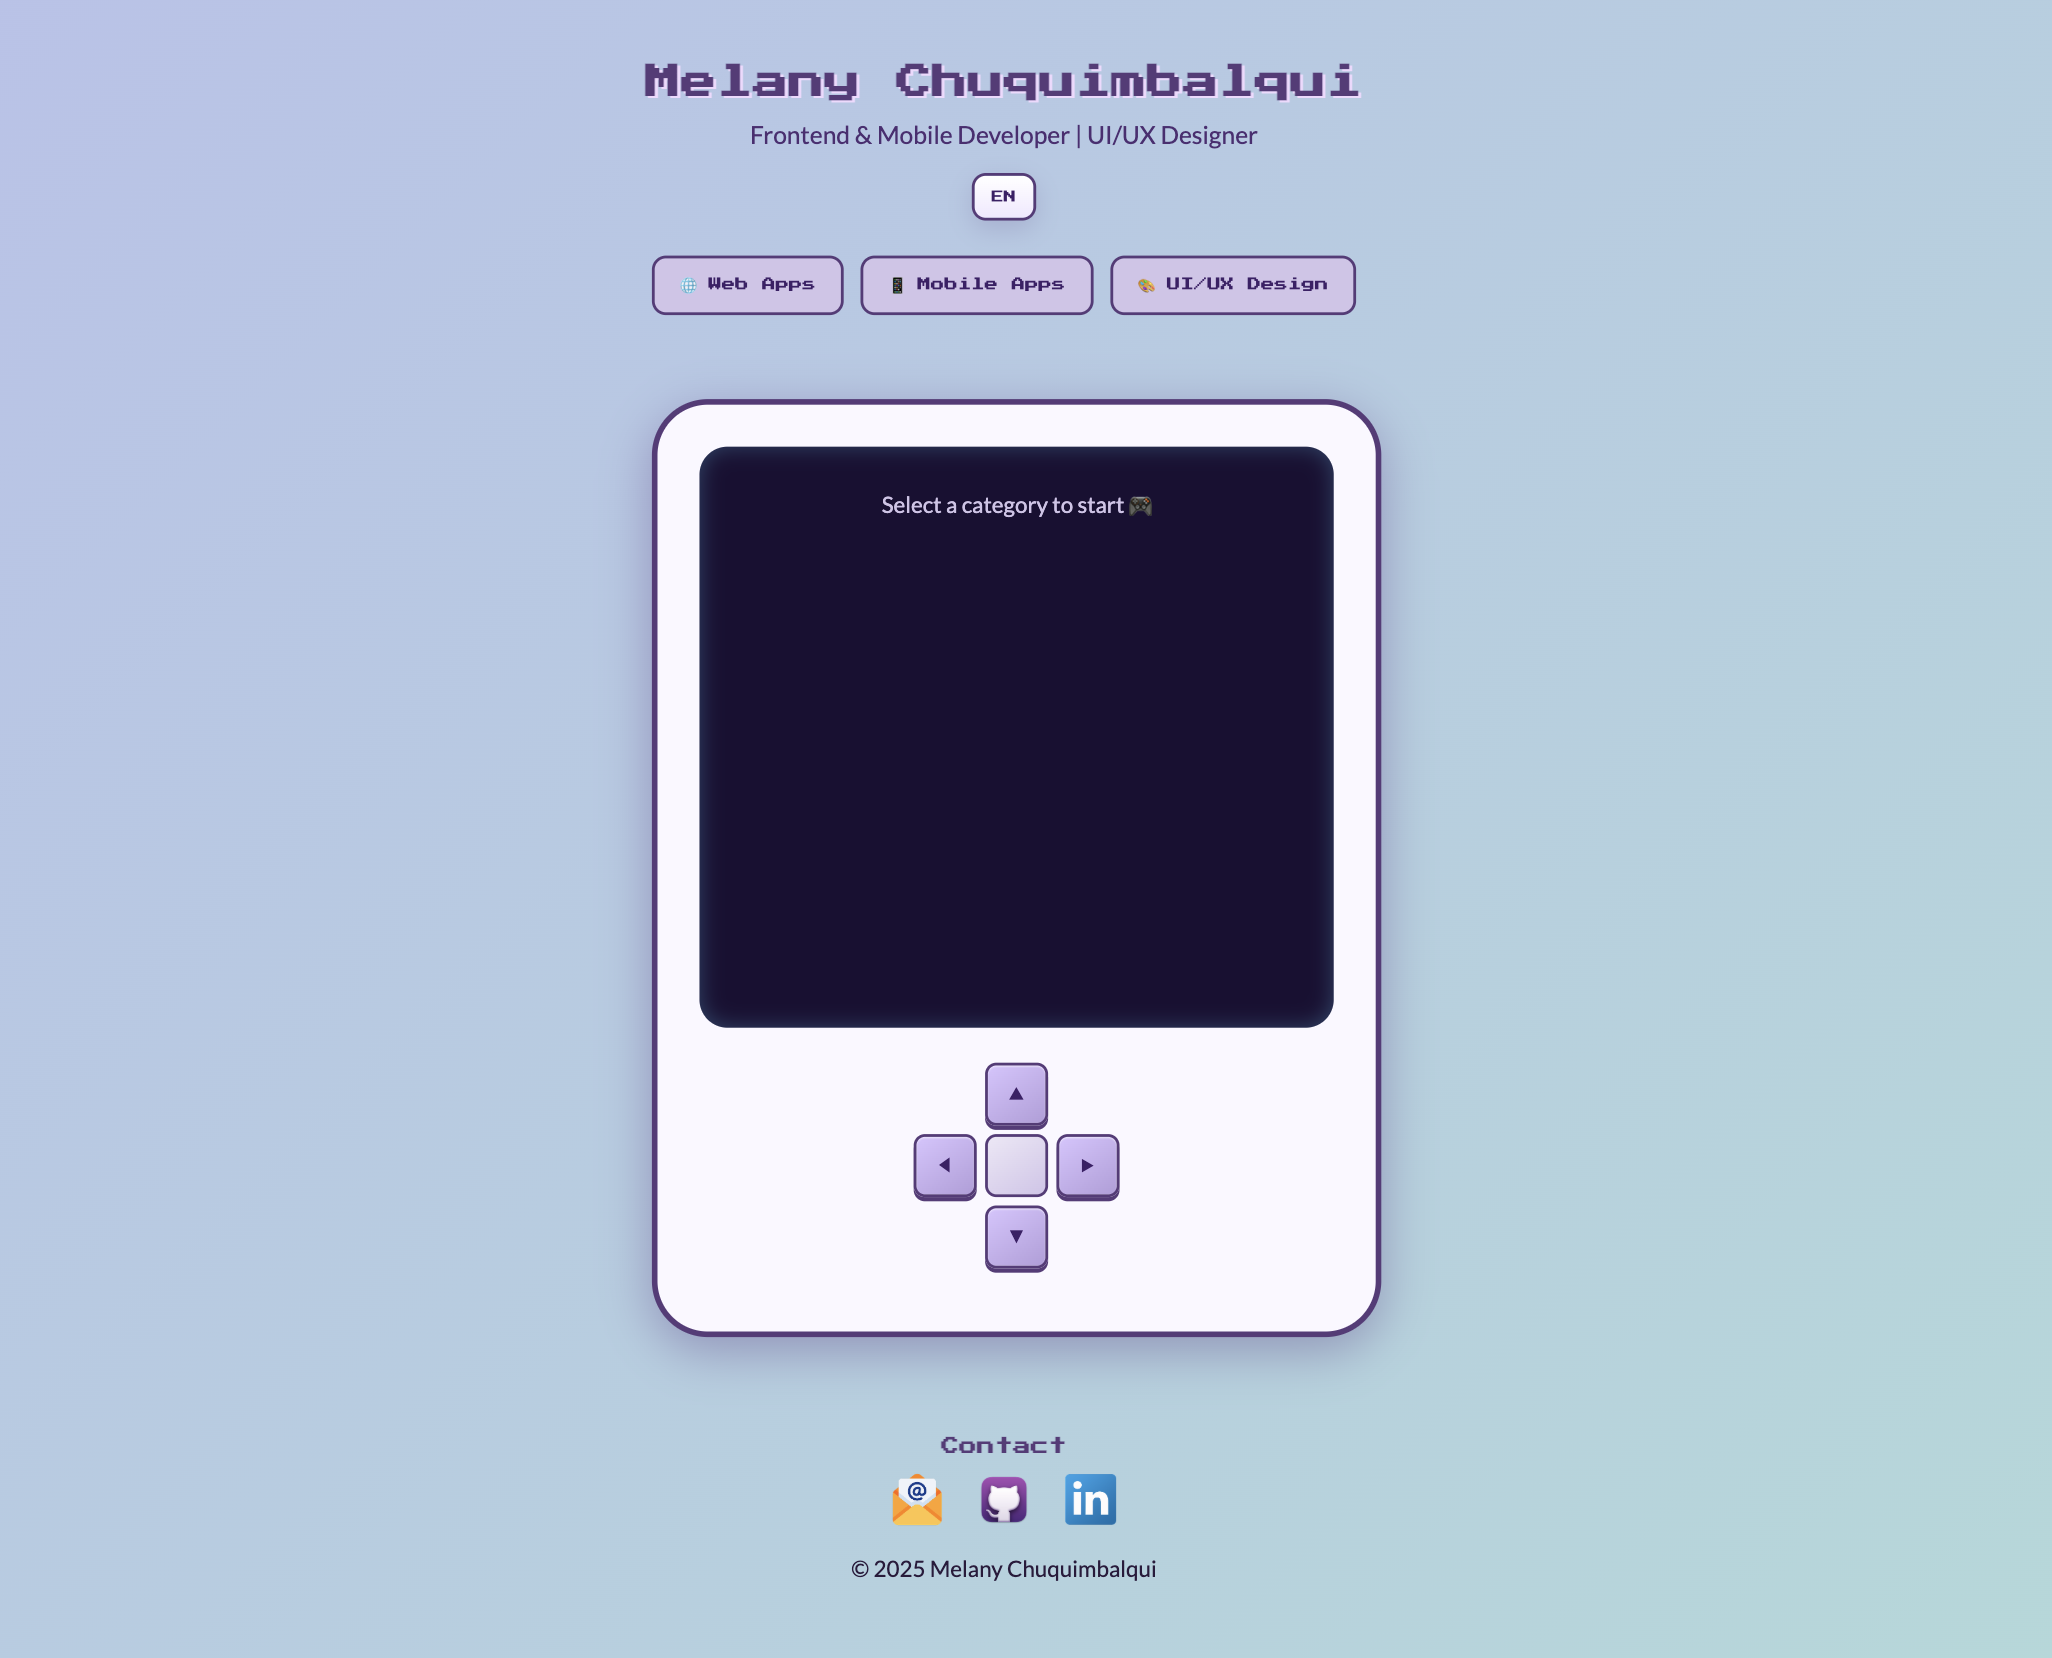 Melany Chuquimbalqui
Frontend & Mobile Developer | UI/UX Designer
EN
🌐 Web Apps
📱 Mobile Apps
🎨 UI/UX Design
Select a category to start 🎮
▲
◀ ▶
▼
Contact
@
in
© 2025 Melany Chuquimbalqui